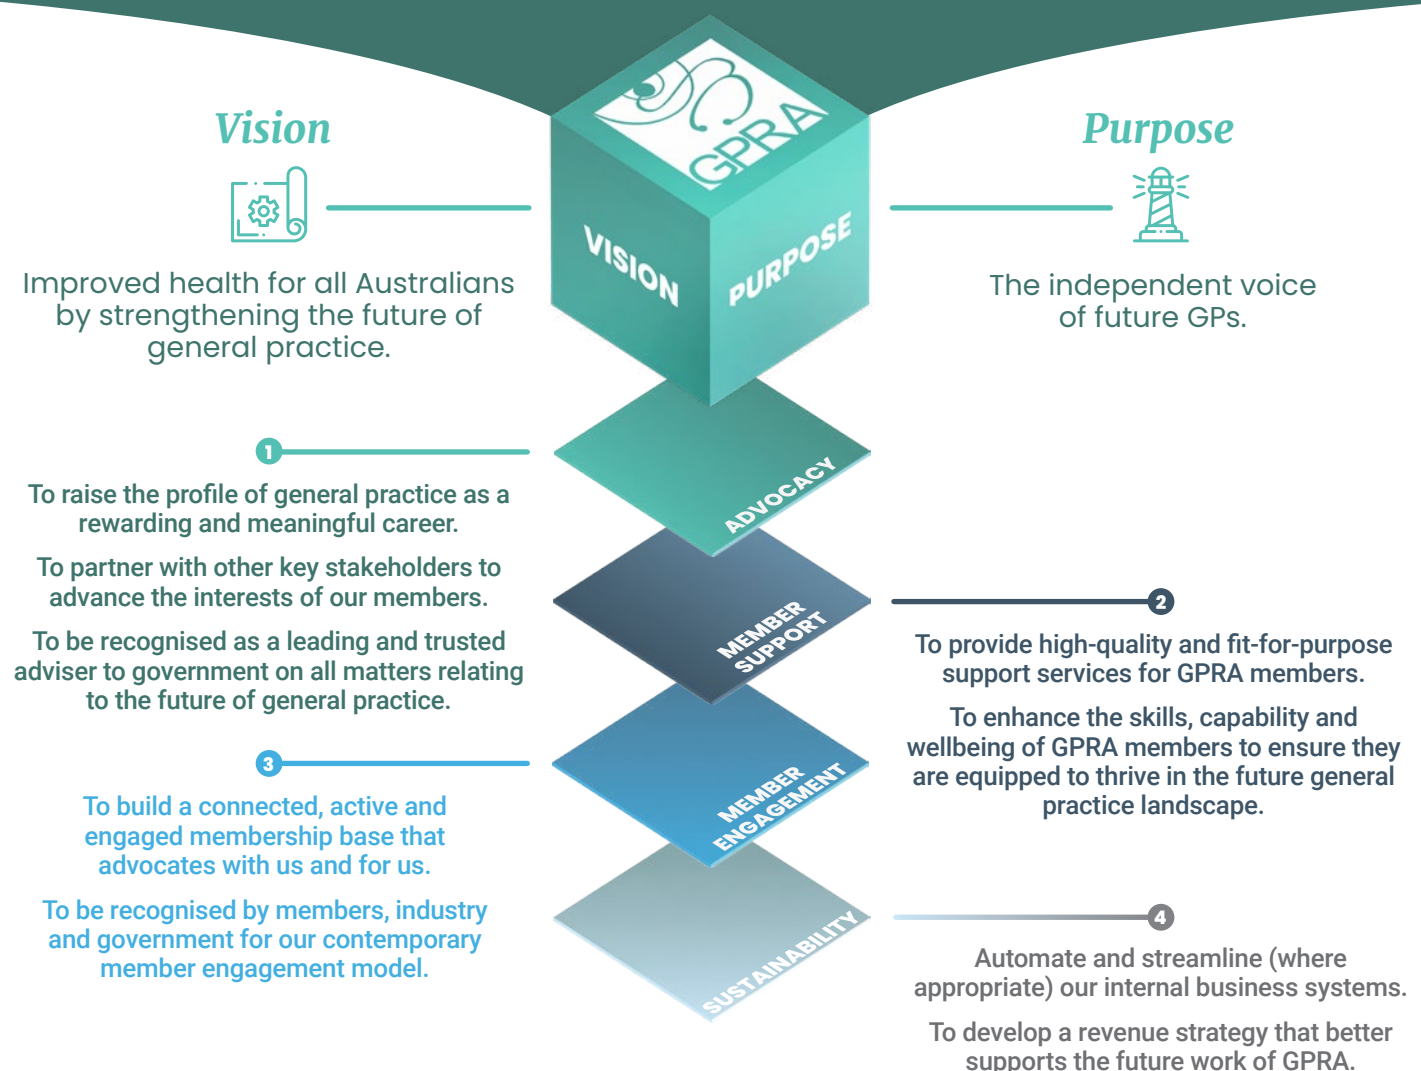 GPRA
Vision
Purpose
VISION
PURPOSE
Improved health for all Australians
by strengthening the future of
general practice.
The independent voice
of future GPs.
1
To raise the profile of general practice as a
rewarding and meaningful career.
To partner with other key stakeholders to
advance the interests of our members.
To be recognised as a leading and trusted
adviser to government on all matters relating
to the future of general practice.
ADVOCACY
MEMBER
SUPPORT
2
To provide high-quality and fit-for-purpose
support services for GPRA members.
To enhance the skills, capability and
wellbeing of GPRA members to ensure they
are equipped to thrive in the future general
practice landscape.
3
To build a connected, active and
engaged membership base that
advocates with us and for us.
To be recognised by members, industry
and government for our contemporary
member engagement model.
MEMBER
ENGAGEMENT
SUSTAINABILITY
4
Automate and streamline (where
appropriate) our internal business systems.
To develop a revenue strategy that better
supports the future work of GPRA.